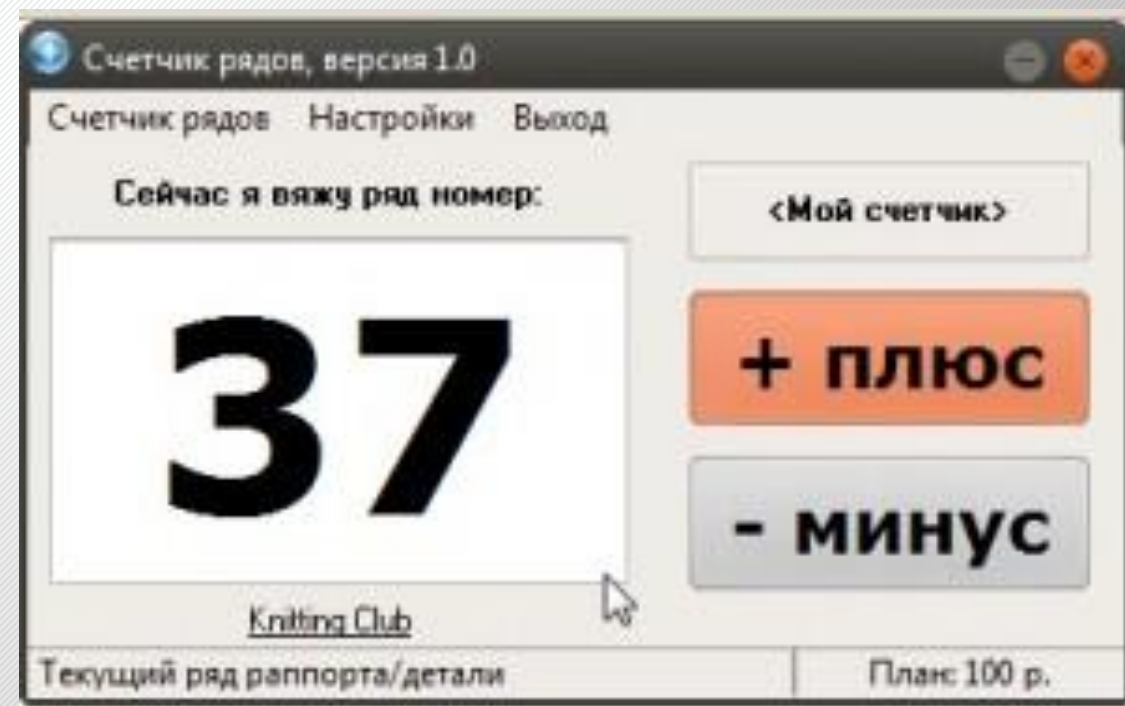 Счетчик рядов, версия 1.0
Счетчик рядов Настройки Выход
Сейчас я вяжу ряд номер:
<Мой счетчик>
37
+ плюс
- минус
Knitting Club
Текущий ряд раппорта/детали
План: 100 р.